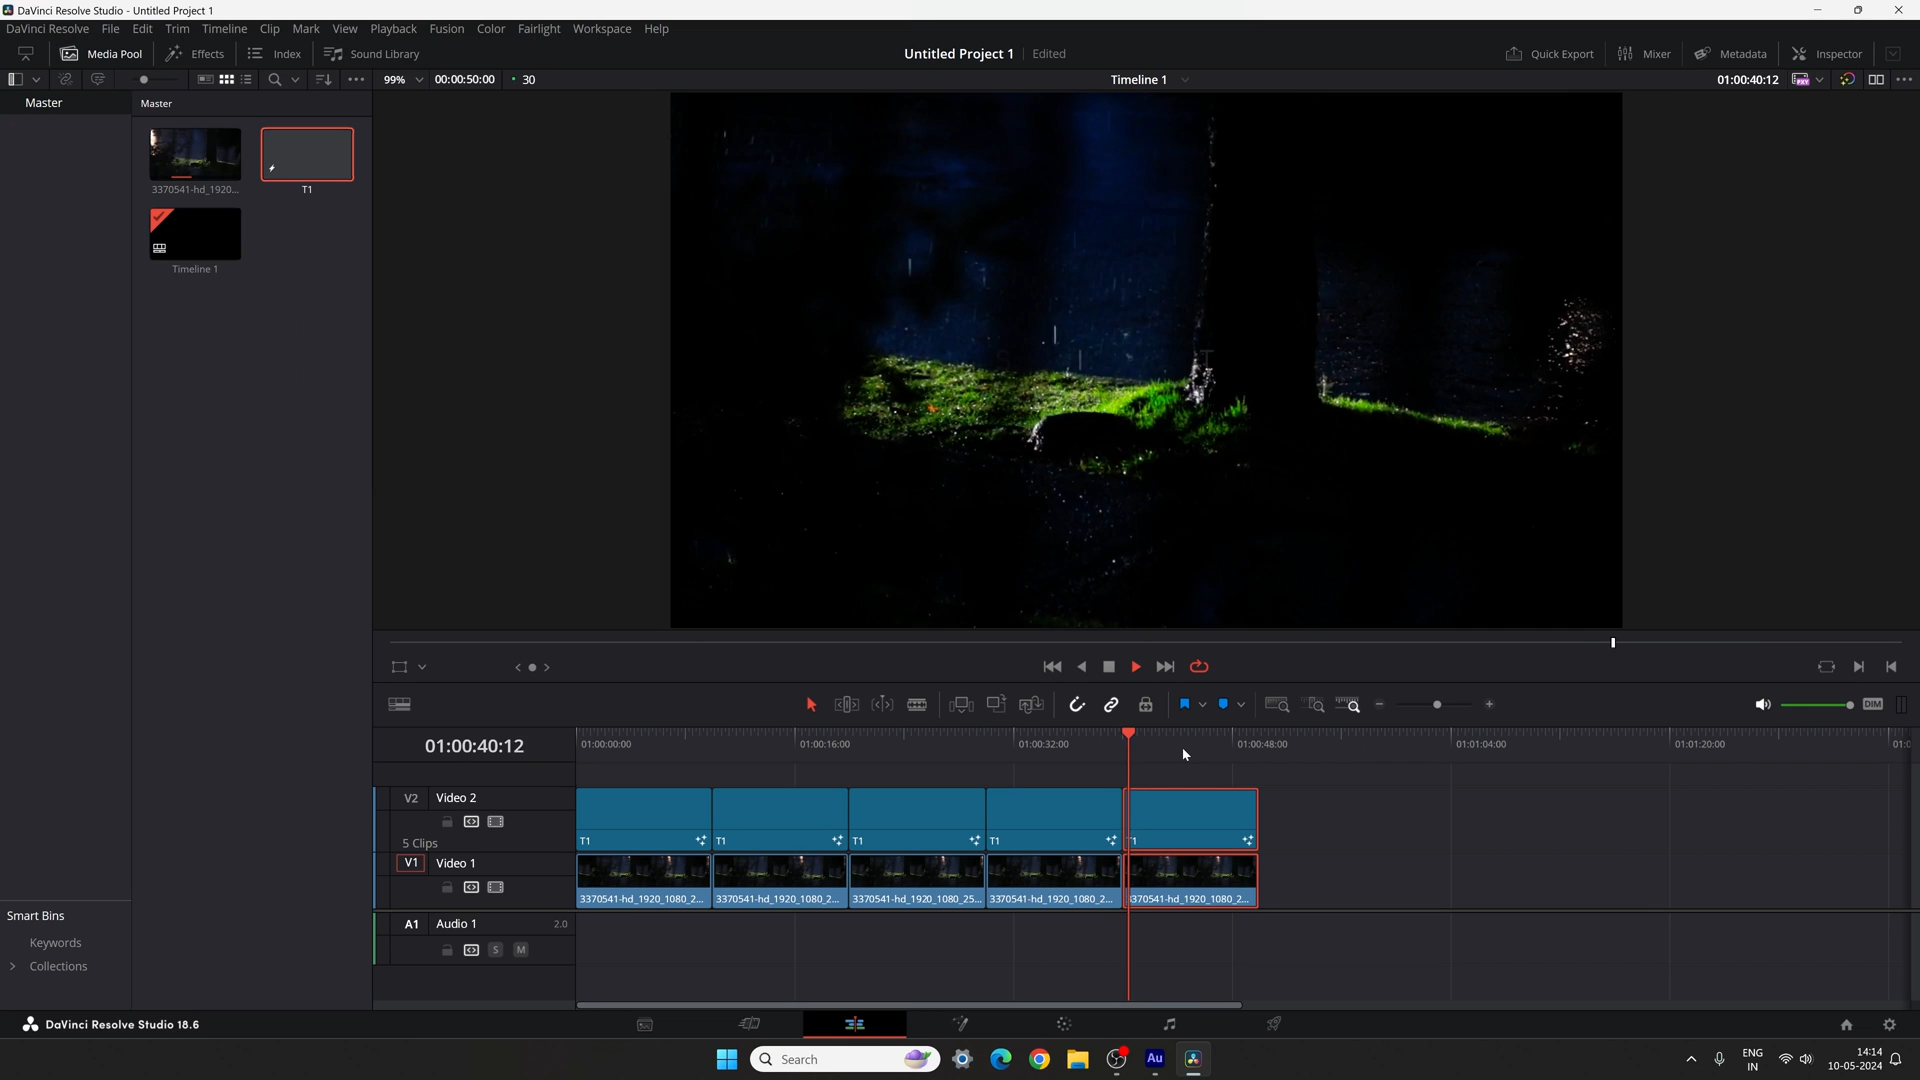 DaVinci Resolve Studio - Untitled Project 1
DaVinci Resolve File Edit Trim Timeline Clip Mark View Playback Fusion Color Fairlight Workspace Help
Media Pool Effects Index Sound Library Untitled Project 1 Edited Quick Export Mixer Metadata Inspector
99% 00:00:50:00 30 Timeline 1 01:00:40:12
Master Master
3370541-hd_1920... T1
Timeline 1
S I T
DIM
01:00:40:12 01:00:00:00 01:00:16:00 01:00:32:00 01:00:48:00 01:01:04:00 01:01:20:00
V2 Video 2
5 Clips T1 T1 T1 T1
V1 Video 1
3370541-hd_1920_1080_2... 3370541-hd_1920_1080_2... 3370541-hd_1920_1080_25... 3370541-hd_1920_1080_2... 370541-hd_1920_1080_2...
Smart Bins
A1 Audio 1 2.0
Keywords
S M
Collections
DaVinci Resolve Studio 18.6
Search Au ENG IN 14:14 10-05-2024